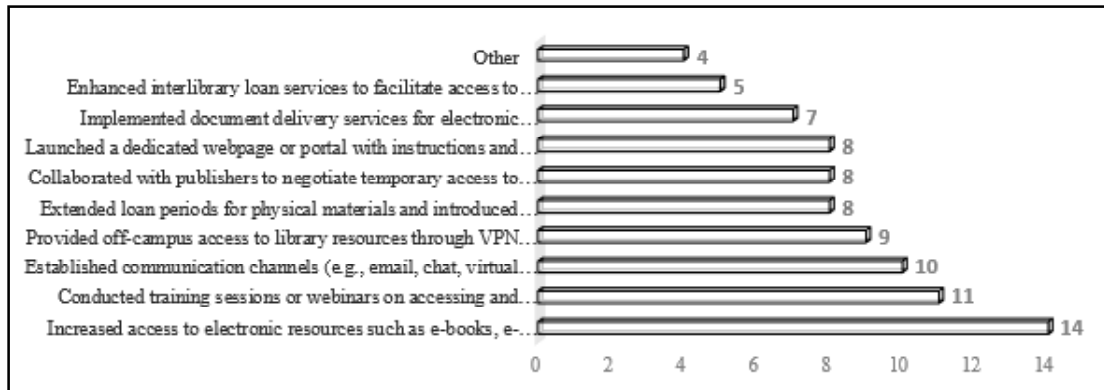 Other 4
Enhanced interlibrary loan services to facilitate access to... 5
Implemented document delivery services for electronic... 7
Launched a dedicated webpage or portal with instructions and... 8
Collaborated with publishers to negotiate temporary access to... 8
Extended loan periods for physical materials and introduced... 8
Provided off-campus access to library resources through VPN... 9
Established communication channels (e.g., email, chat, virtual... 10
Conducted training sessions or webinars on accessing and... 11
Increased access to electronic resources such as e-books, e-... 14
0 2 4 6 8 10 12 14